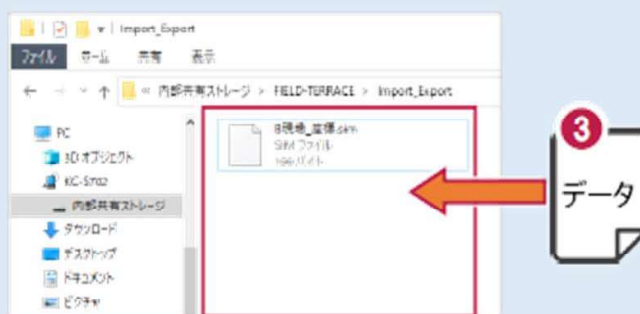 Import_Export
ファイル ホーム 共有 表示
« 内部共有ストレージ > FIELD-TERRACE > Import_Export
PC
3D オブジェクト
KC-S702
内部共有ストレージ
ダウンロード
デスクトップ
ドキュメント
ピクチャ
B現場_座標.sim
SIM ファイル
3
データ